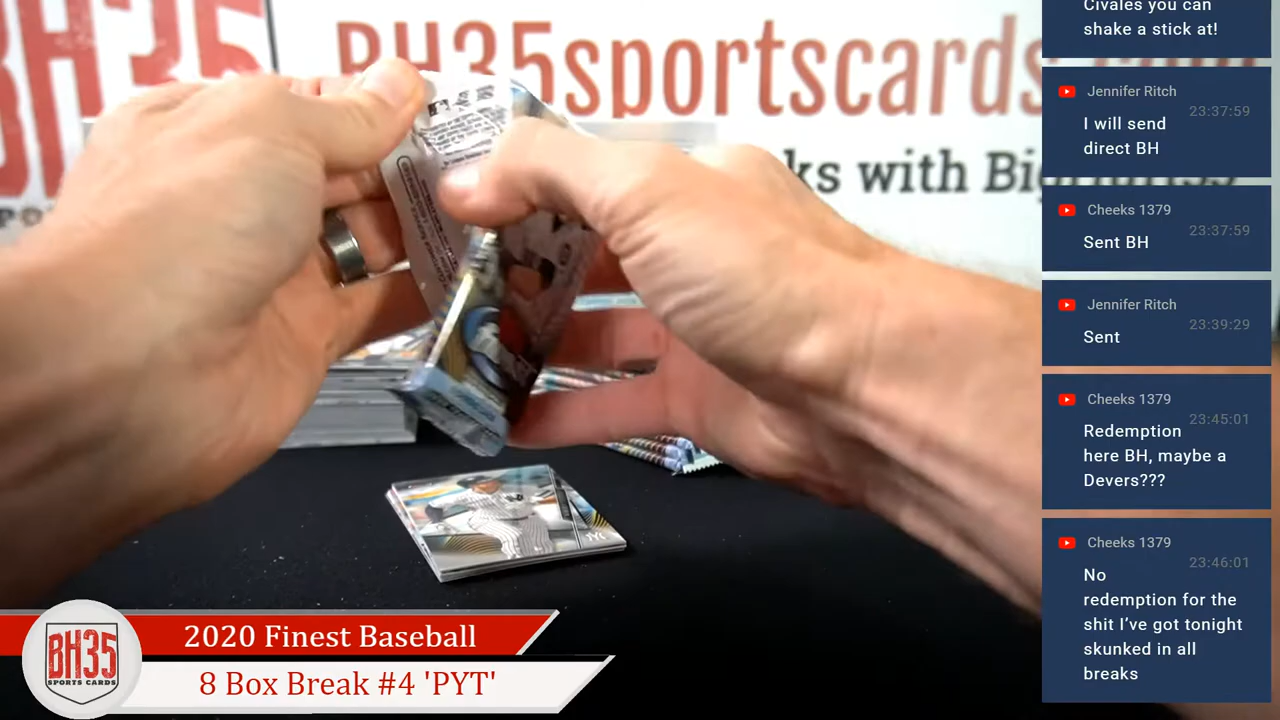 BH35
BH35sportscards
ks with Big
Civales you can
shake a stick at!
Jennifer Ritch
23:37:59
I will send
direct BH
Cheeks 1379
23:37:59
Sent BH
Jennifer Ritch
23:39:29
Sent
Cheeks 1379
23:45:01
Redemption
here BH, maybe a
Devers???
Cheeks 1379
23:46:01
No
redemption for the
shit I’ve got tonight
skunked in all
breaks
BH35
SPORTS CARDS
2020 Finest Baseball
8 Box Break #4 'PYT'